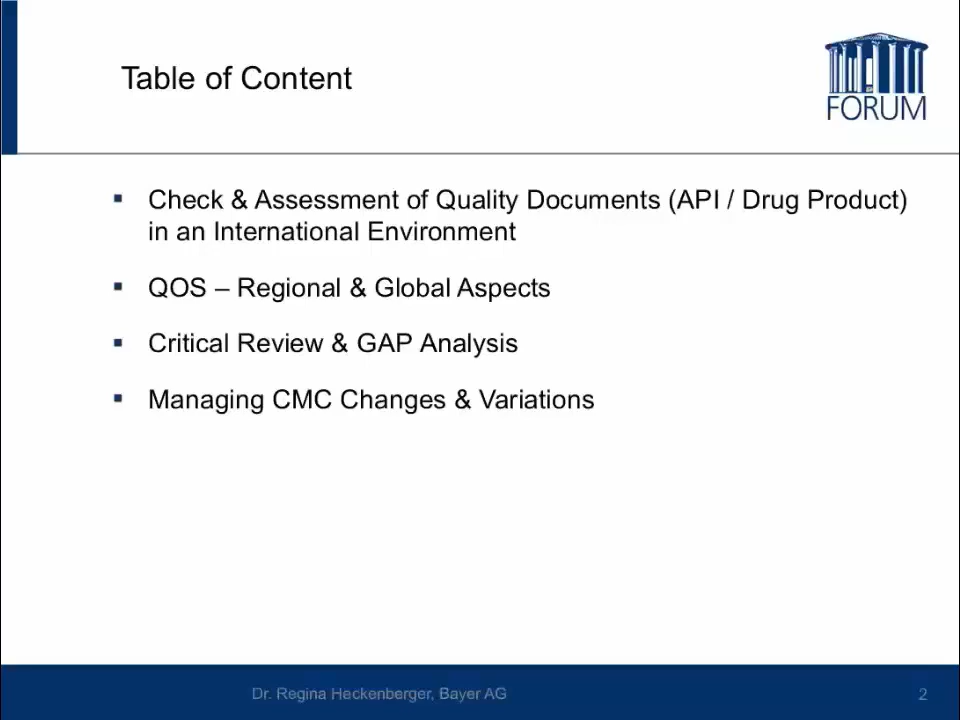 Table of Content
FORUM
▪ Check & Assessment of Quality Documents (API / Drug Product)
in an International Environment
▪ QOS – Regional & Global Aspects
▪ Critical Review & GAP Analysis
▪ Managing CMC Changes & Variations
Dr. Regina Heckenberger, Bayer AG
2